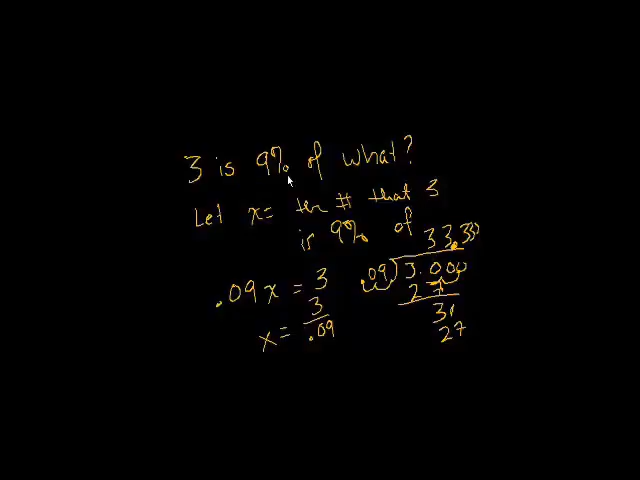 3 is 9% of what?
Let x= the # that 3
is 9% of
.09x = 3
x= 3/.09
33.33
.09)3.000
27
30
27